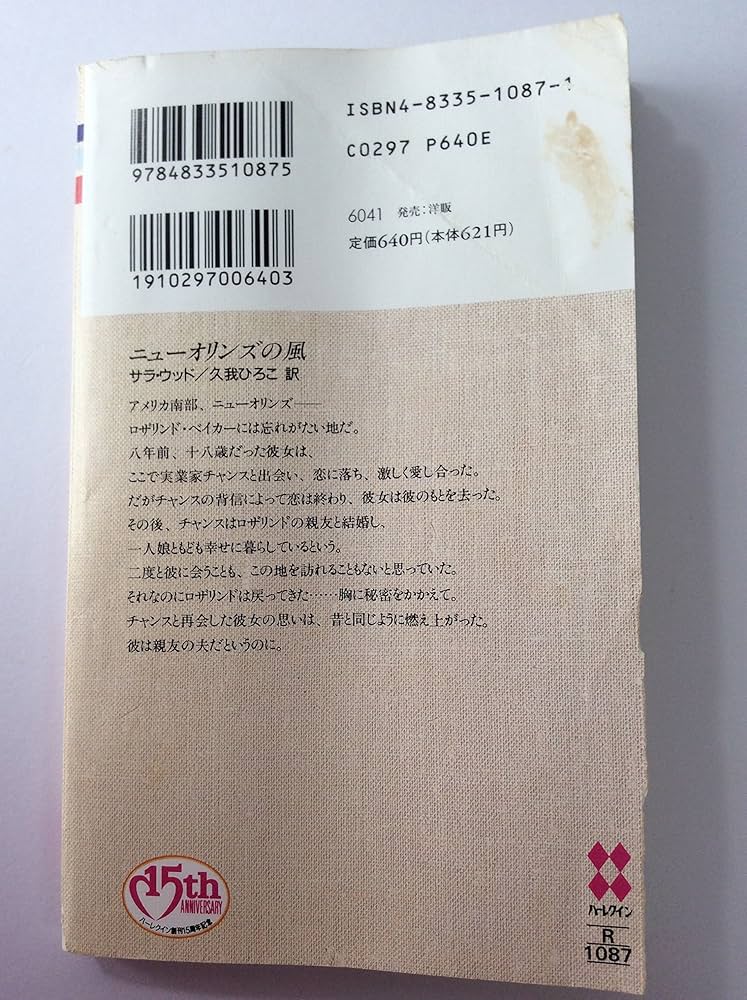 ISBN4-8335-1087-1
C0297 P640E
9784833510875
6041 発売:洋販
定価640円(本体621円)
1910297006403
ニューオリンズの風
サラ・ウッド/久我ひろこ 訳
アメリカ南部、ニューオリンズ――
ロザリンド・ベイカーには忘れがたい地だ。
八年前、十八歳だった彼女は、
ここで実業家チャンスと出会い、恋に落ち、激しく愛し合った。
だがチャンスの背信によって恋は終わり、彼女は彼のもとを去った。
その後、チャンスはロザリンドの親友と結婚し、
一人娘ともども幸せに暮らしているという。
二度と彼に会うことも、この地を訪れることもないと思っていた。
それなのにロザリンドは戻ってきた……胸に秘密をかかえて。
チャンスと再会した彼女の思いは、昔と同じように燃え上がった。
彼は親友の夫だというのに。
15th
ANNIVERSARY
ハーレクイン創刊15周年記念
ハーレクイン
R
1087